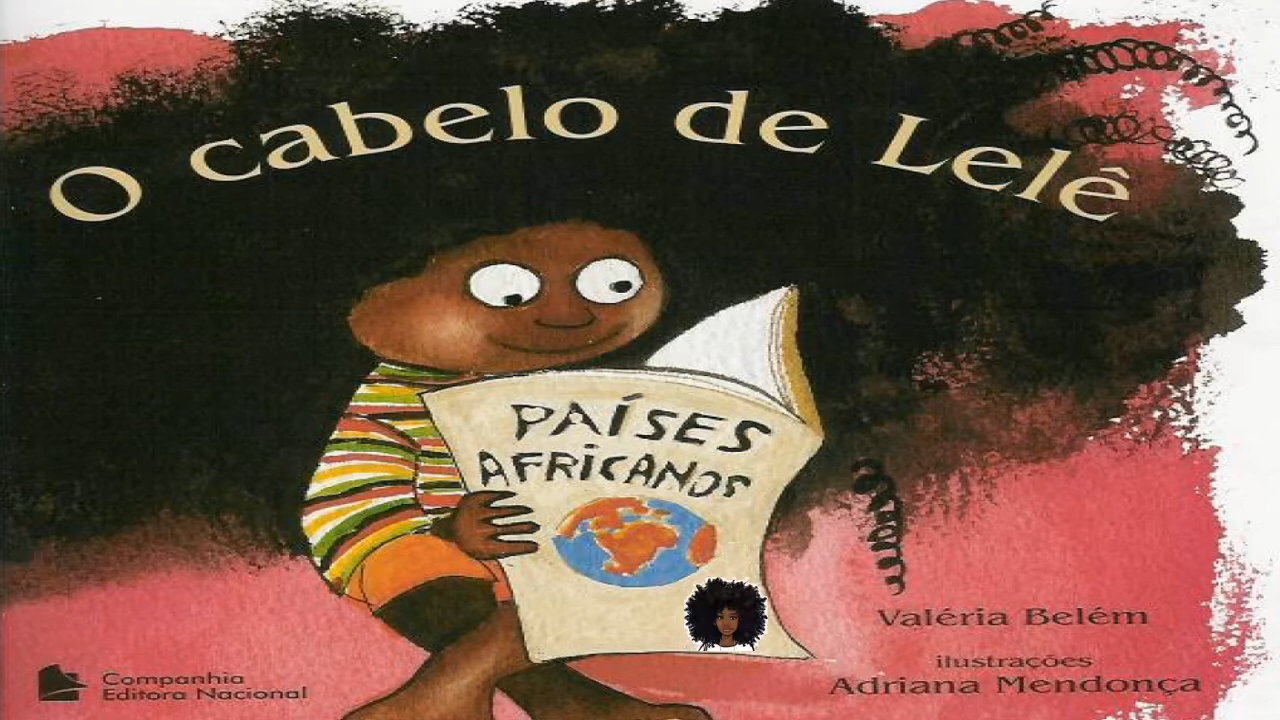 O cabelo de Lelê
PAÍSES
AFRICANOS
Valéria Belém
ilustrações
Adriana Mendonça
Companhia
Editora Nacional